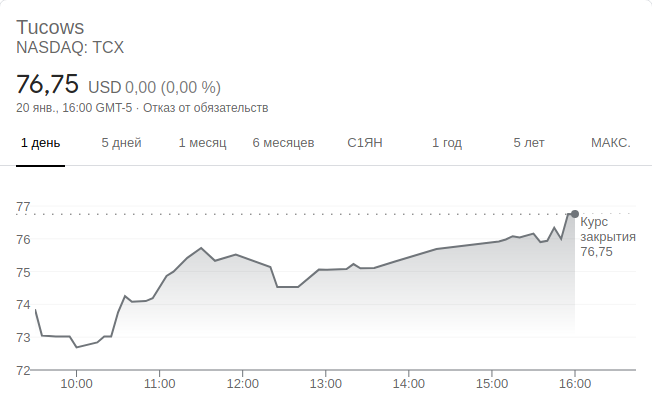 Tucows
NASDAQ: TCX
76,75 USD 0,00 (0,00 %)
20 янв., 16:00 GMT-5 · Отказ от обязательств
1 день 5 дней 1 месяц 6 месяцев С1ЯН 1 год 5 лет МАКС.
77
76
75
74
73
72
Курс
закрытия
76,75
10:00 11:00 12:00 13:00 14:00 15:00 16:00